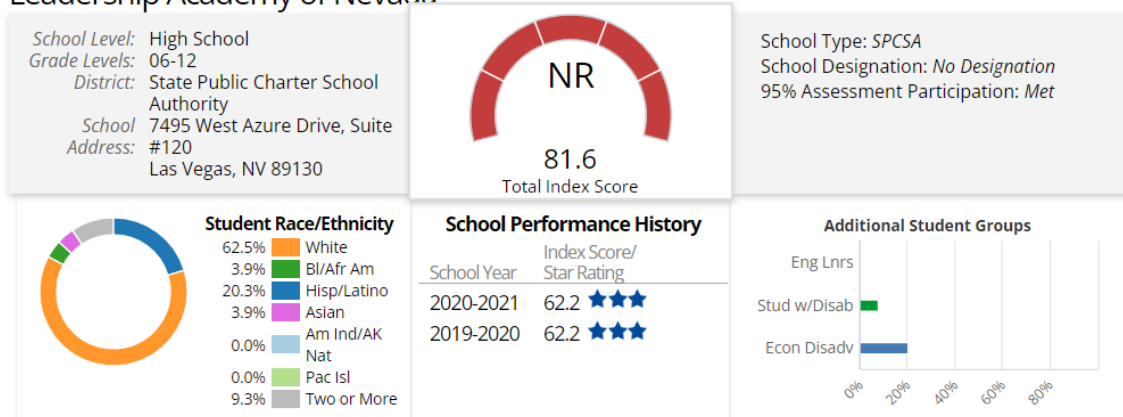 Leadership Academy of Nevada
School Level: High School
Grade Levels: 06-12
District: State Public Charter School
Authority
School 7495 West Azure Drive, Suite
Address: #120
Las Vegas, NV 89130
NR
81.6
Total Index Score
School Type: SPCSA
School Designation: No Designation
95% Assessment Participation: Met
Student Race/Ethnicity
62.5% White
3.9% Bl/Afr Am
20.3% Hisp/Latino
3.9% Asian
0.0% Am Ind/AK
Nat
0.0% Pac Isl
9.3% Two or More
School Performance History
Index Score/
School Year Star Rating
2020-2021 62.2
2019-2020 62.2
Additional Student Groups
Eng Lnrs
Stud w/Disab
Econ Disadv
0% 20% 40% 60% 80%